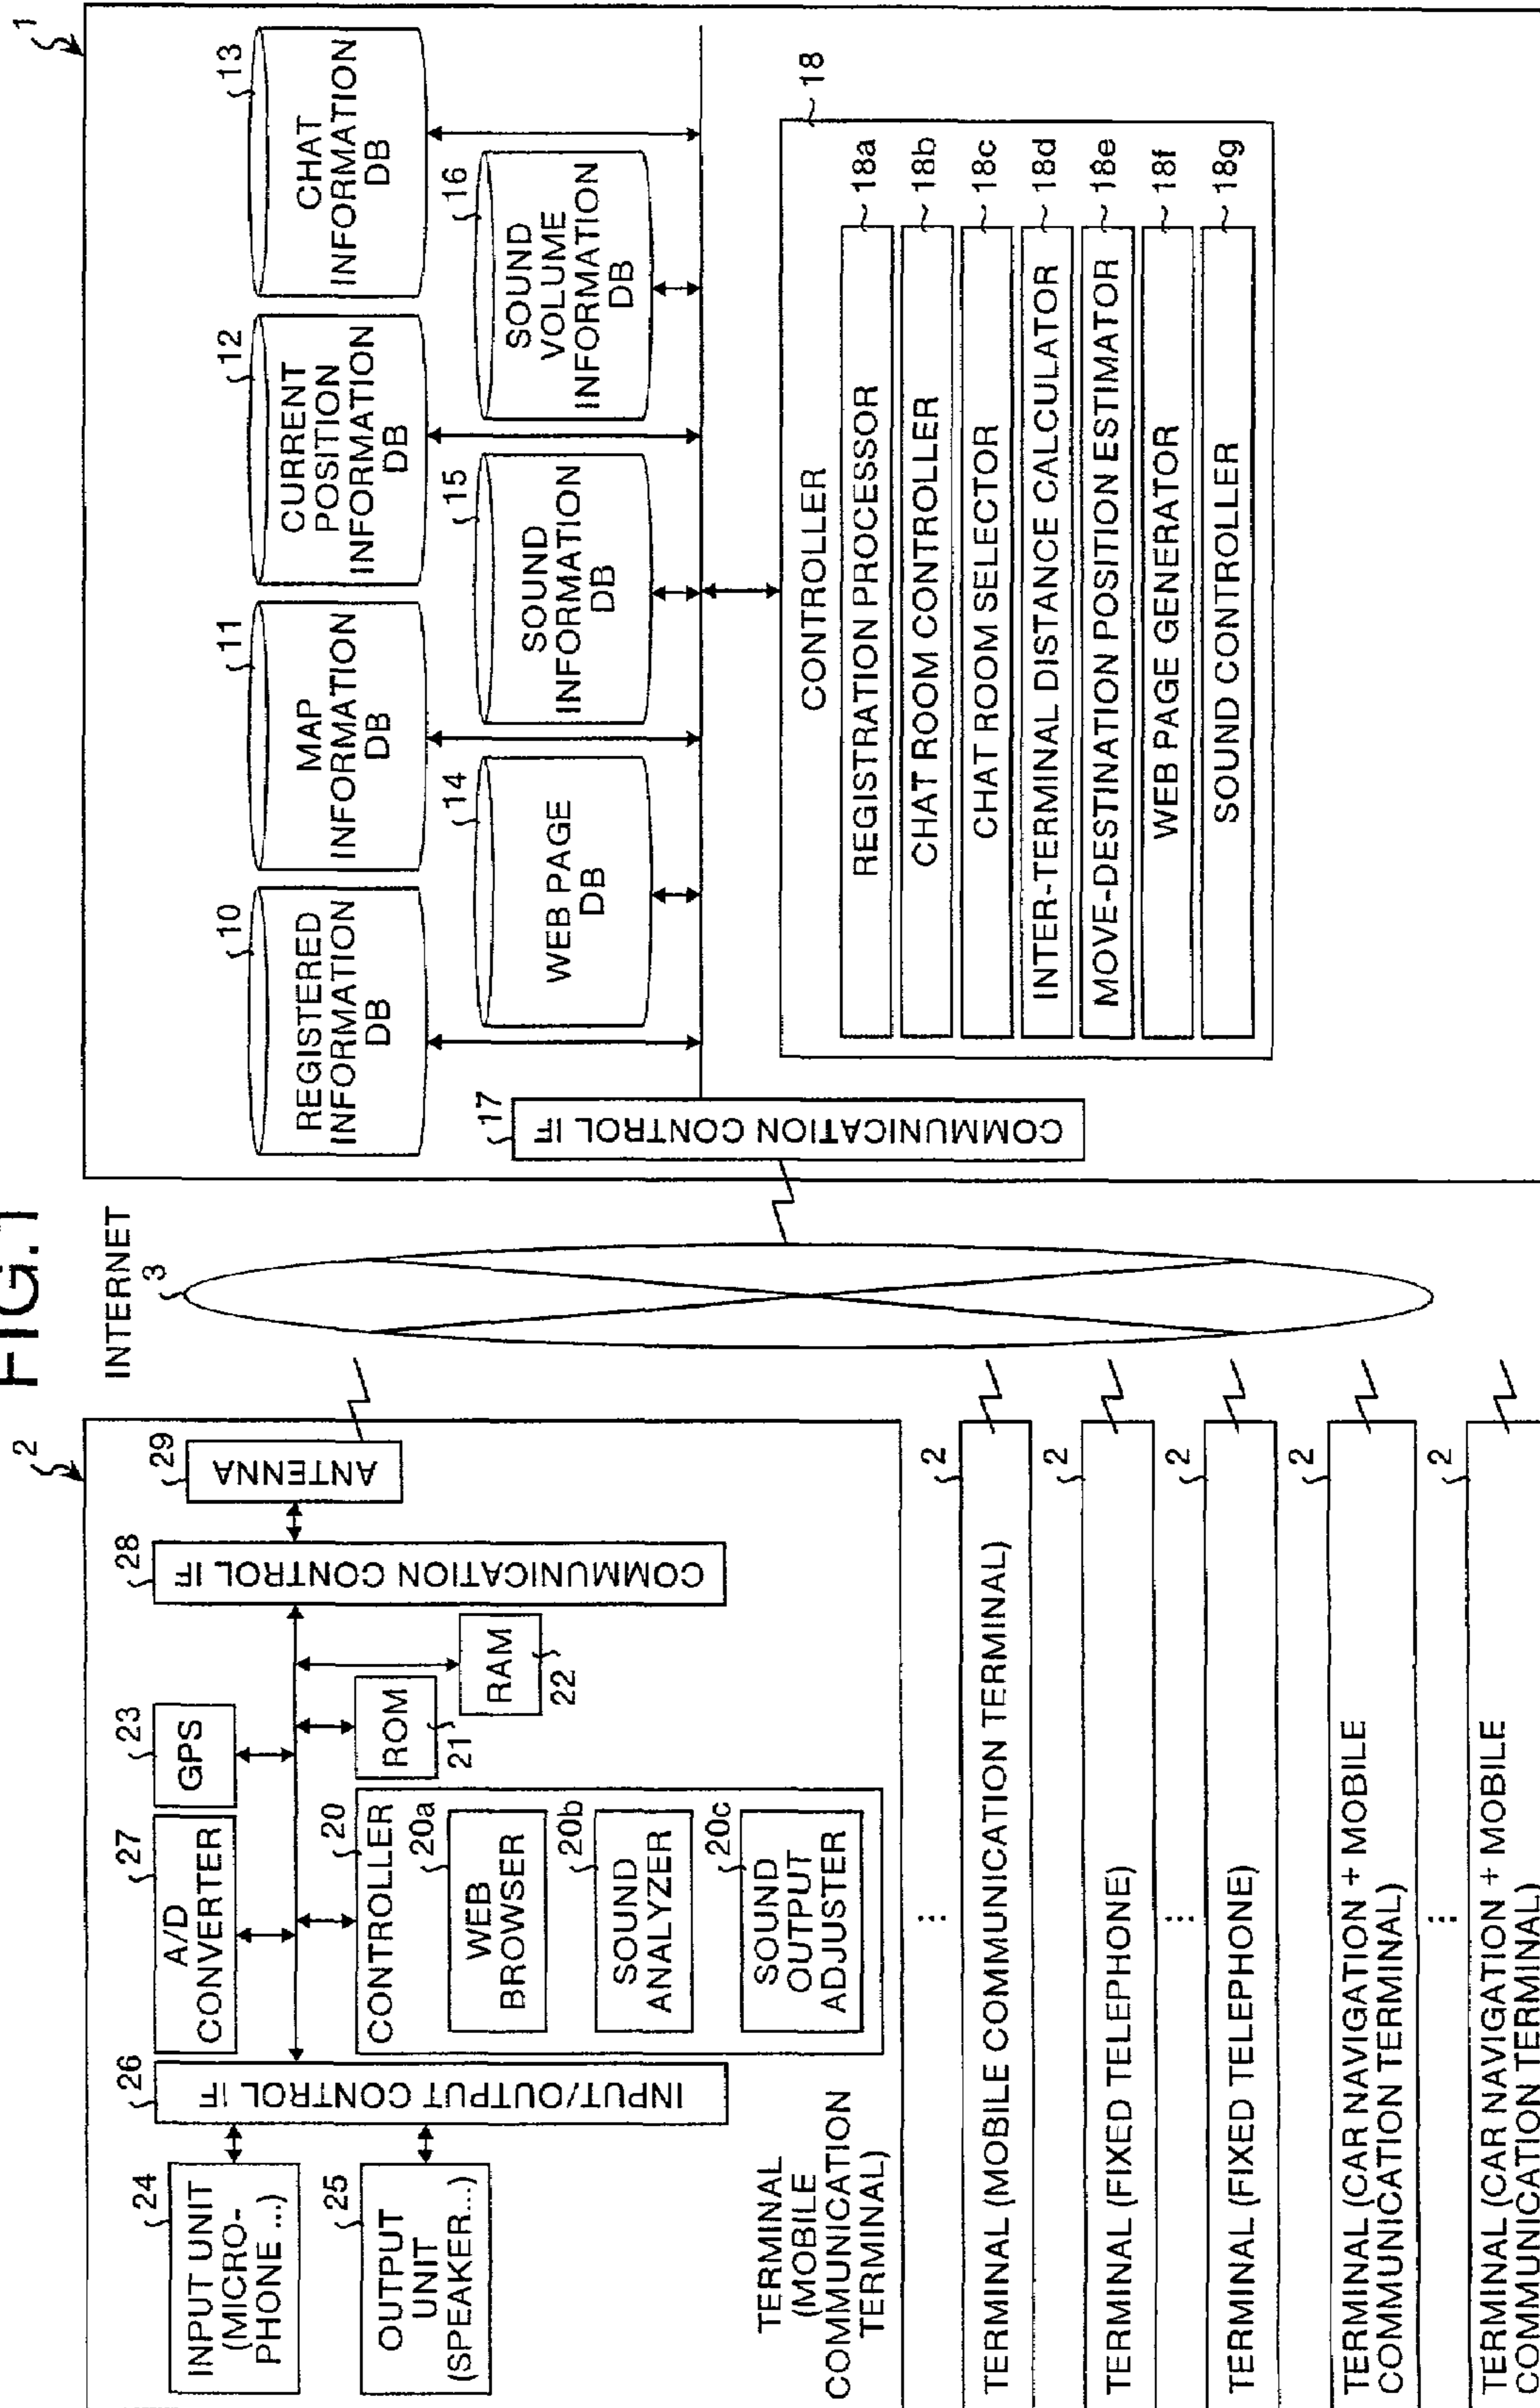 FIG.1
2
29
ANTENNA
28
COMMUNICATION CONTROL IF
23
GPS
RAM
22
ROM
21
27
A/D
CONVERTER
20
CONTROLLER
20a
WEB
BROWSER
20b
SOUND
ANALYZER
20c
SOUND
OUTPUT
ADJUSTER
26
INPUT/OUTPUT CONTROL IF
24
INPUT UNIT
(MICRO-
PHONE ...)
25
OUTPUT
UNIT
(SPEAKER...)
TERMINAL
(MOBILE
COMMUNICATION
TERMINAL)
...
2
TERMINAL (MOBILE COMMUNICATION TERMINAL)
2
TERMINAL (FIXED TELEPHONE)
...
2
TERMINAL (FIXED TELEPHONE)
2
TERMINAL (CAR NAVIGATION + MOBILE
COMMUNICATION TERMINAL)
...
2
TERMINAL (CAR NAVIGATION + MOBILE
COMMUNICATION TERMINAL)
INTERNET
3
1
10
REGISTERED
INFORMATION
DB
11
MAP
INFORMATION
DB
12
CURRENT
POSITION
INFORMATION
DB
13
CHAT
INFORMATION
DB
14
WEB PAGE
DB
15
SOUND
INFORMATION
DB
16
SOUND
VOLUME
INFORMATION
DB
17
COMMUNICATION CONTROL IF
18
CONTROLLER
REGISTRATION PROCESSOR
18a
CHAT ROOM CONTROLLER
18b
CHAT ROOM SELECTOR
18c
INTER-TERMINAL DISTANCE CALCULATOR
18d
MOVE-DESTINATION POSITION ESTIMATOR
18e
WEB PAGE GENERATOR
18f
SOUND CONTROLLER
18g